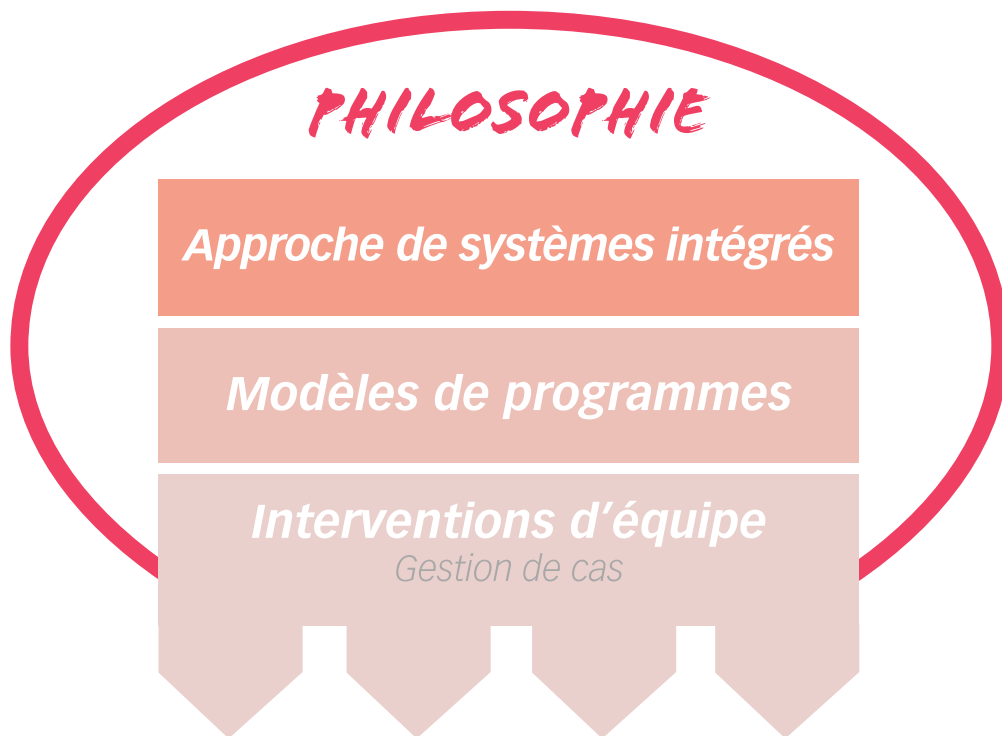 PHILOSOPHIE
Approche de systèmes intégrés
Modèles de programmes
Interventions d’équipe
Gestion de cas